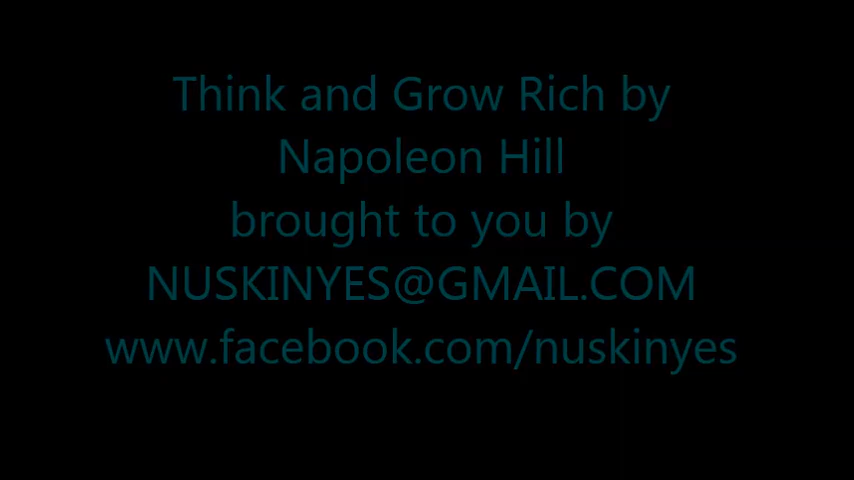 Think and Grow Rich by
Napoleon Hill
brought to you by
NUSKINYES@GMAIL.COM
www.facebook.com/nuskinyes